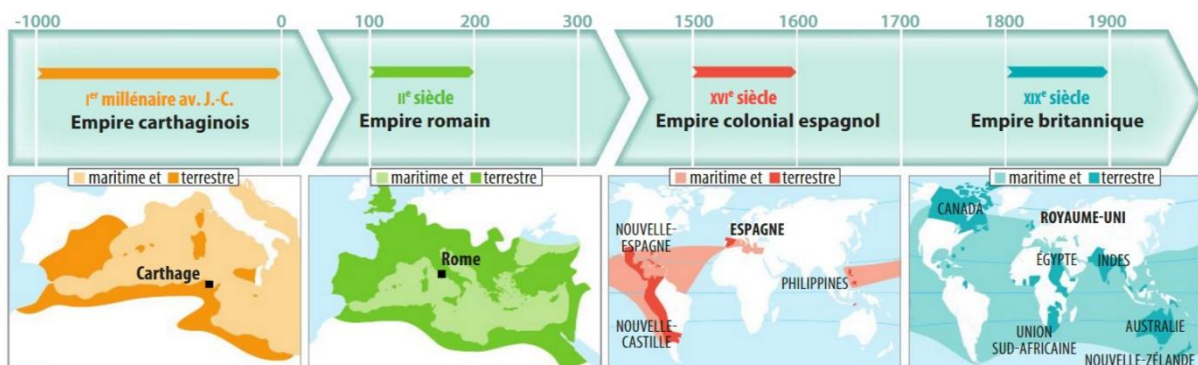 -1000 0 100 200 300 1500 1600 1700 1800 1900
Ier millénaire av. J.-C.
Empire carthaginois
IIe siècle
Empire romain
XVIe siècle
Empire colonial espagnol
XIXe siècle
Empire britannique
maritime et terrestre
Carthage
maritime et terrestre
Rome
maritime et terrestre
NOUVELLE-
ESPAGNE
ESPAGNE
PHILIPPINES
NOUVELLE-
CASTILLE
maritime et terrestre
CANADA
ROYAUME-UNI
ÉGYPTE
INDES
UNION
SUD-AFRICAINE
AUSTRALIE
NOUVELLE-ZÉLANDE